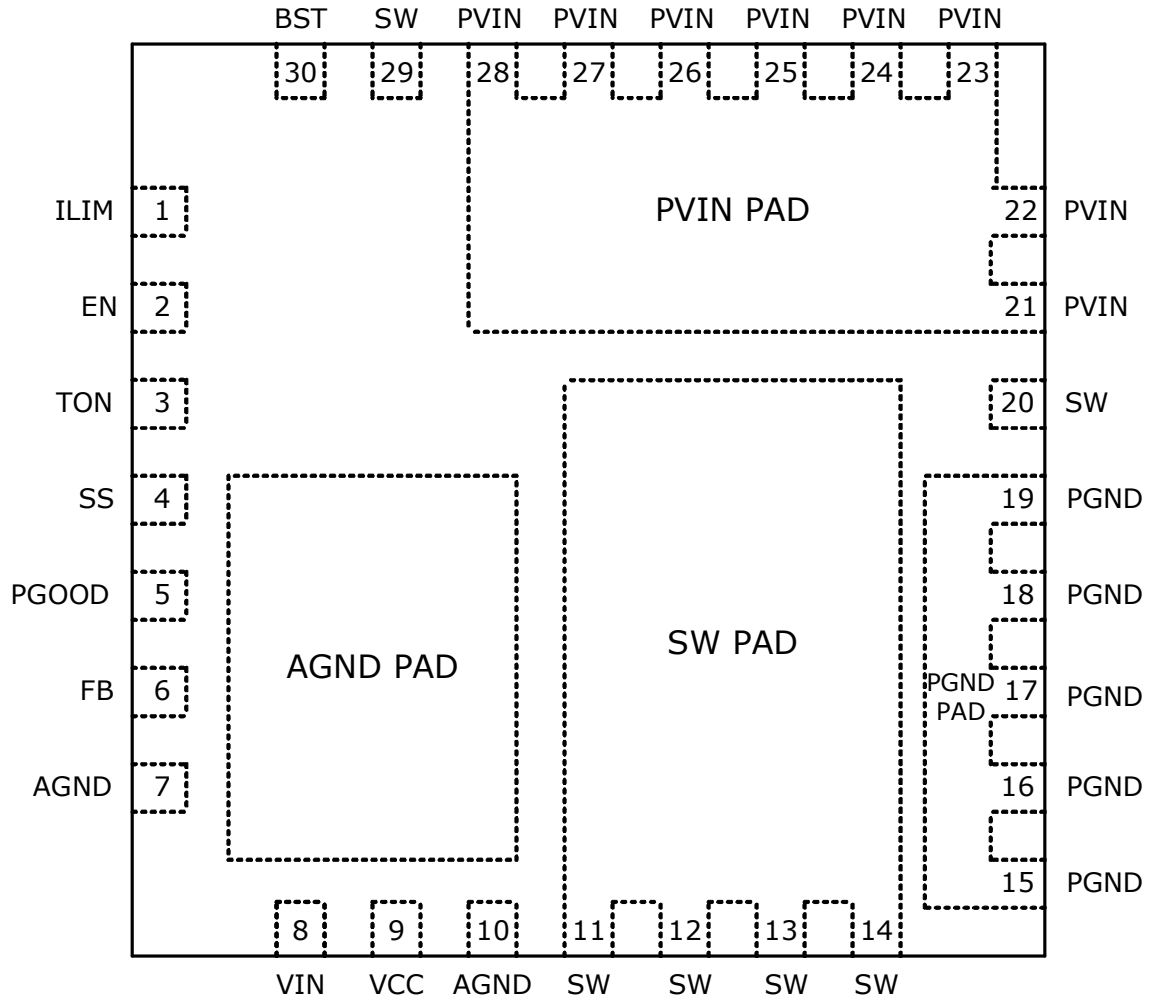 BST SW PVIN PVIN PVIN PVIN PVIN PVIN
30 29 28 27 26 25 24 23
ILIM 1 PVIN PAD 22 PVIN
EN 2 21 PVIN
TON 3 20 SW
SS 4 19 PGND
PGOOD 5 18 PGND
AGND PAD SW PAD
FB 6 PGND 17 PGND
PAD
AGND 7 16 PGND
15 PGND
8 9 10 11 12 13 14
VIN VCC AGND SW SW SW SW